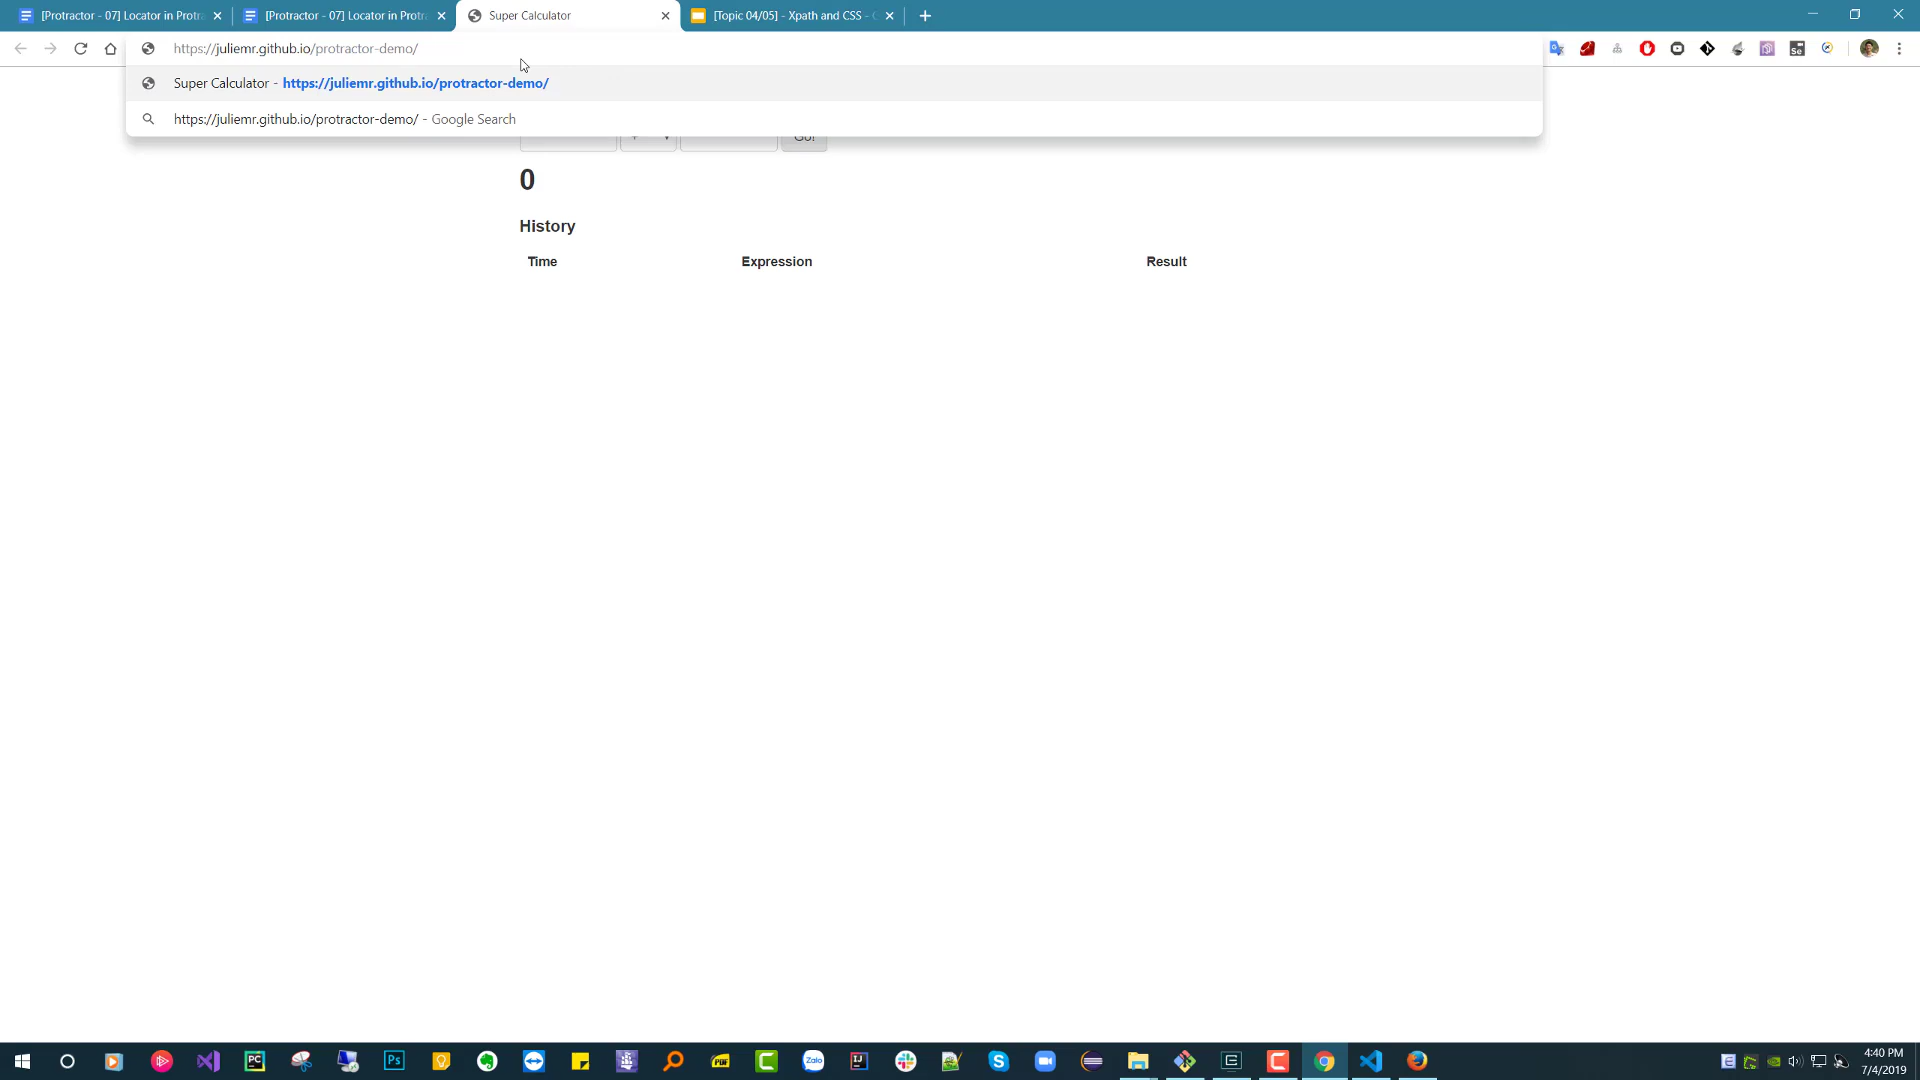 [Protractor - 07] Locator in Protr
[Protractor - 07] Locator in Protr
Super Calculator
[Topic 04/05] - Xpath and CSS -
https://juliemr.github.io/protractor-demo/
Super Calculator - https://juliemr.github.io/protractor-demo/
https://juliemr.github.io/protractor-demo/ - Google Search
Go!
0
History
Time Expression Result
4:40 PM
7/4/2019